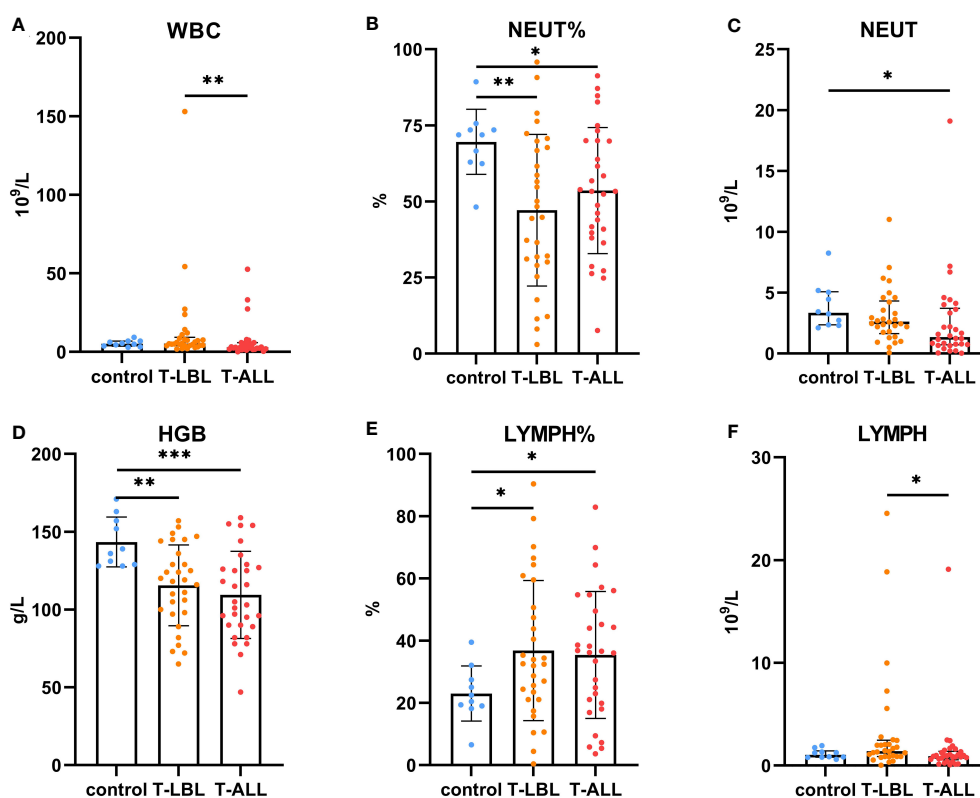 A
WBC
200
150
100
50
0
10⁹/L
**
control T-LBL T-ALL
B
NEUT%
100
75
50
25
0
%
*
**
control T-LBL T-ALL
C
NEUT
25
20
15
10
5
0
10⁹/L
*
control T-LBL T-ALL
D
HGB
200
150
100
50
0
g/L
***
**
control T-LBL T-ALL
E
LYMPH%
100
80
60
40
20
0
%
*
*
control T-LBL T-ALL
F
LYMPH
30
20
10
0
10⁹/L
*
control T-LBL T-ALL